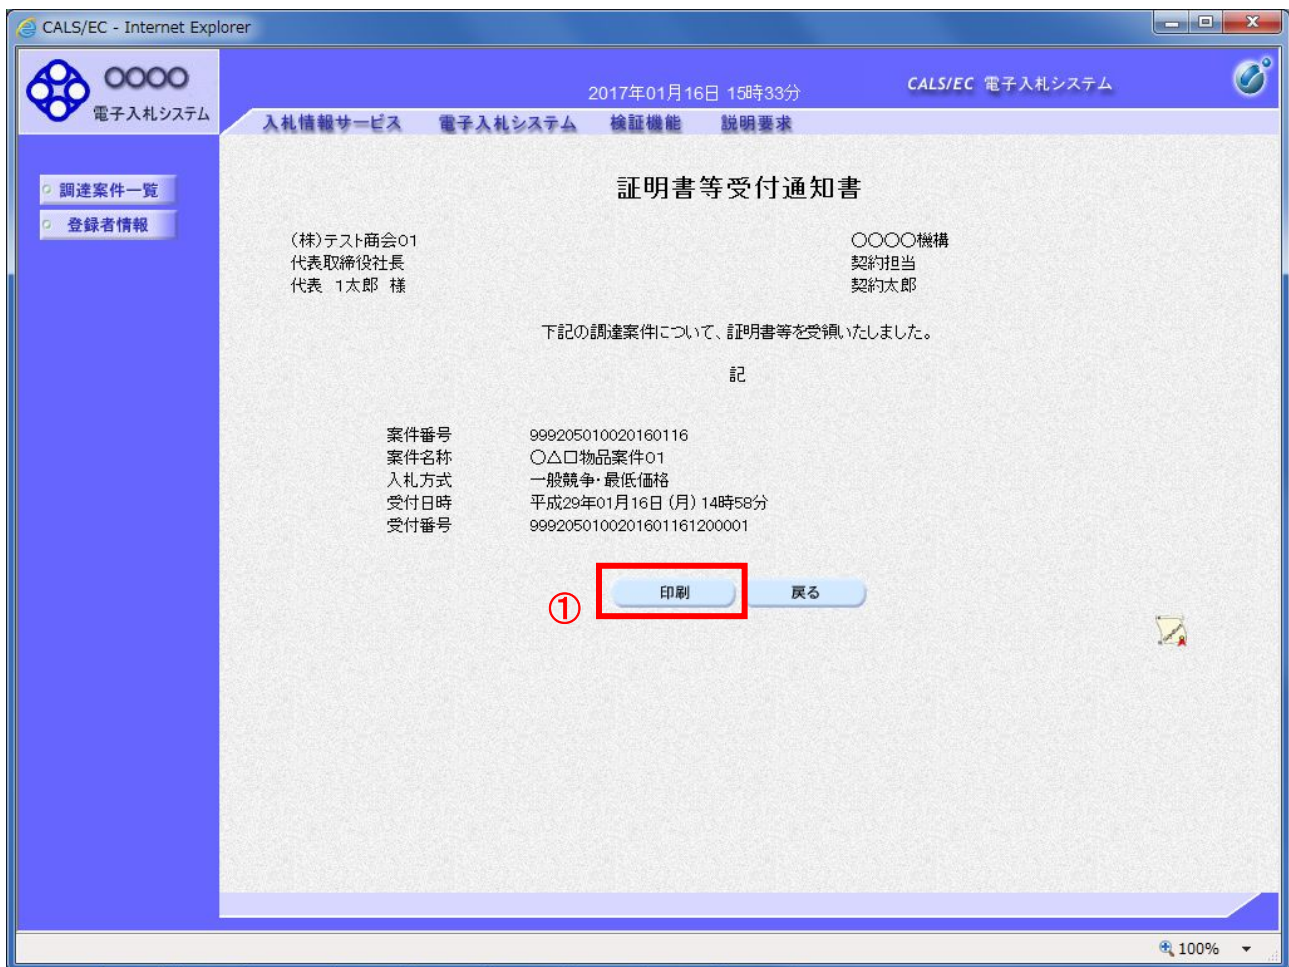 CALS/EC - Internet Explorer
○○○○
電子入札システム
2017年01月16日 15時33分
CALS/EC 電子入札システム
入札情報サービス 電子入札システム 検証機能 説明要求
調達案件一覧
登録者情報
証明書等受付通知書
(株)テスト商会01
代表取締役社長
代表 1太郎 様
○○○○機構
契約担当
契約太郎
下記の調達案件について、証明書等を受領いたしました。
記
案件番号 999205010020160116
案件名称 ○△□物品案件01
入札方式 一般競争・最低価格
受付日時 平成29年01月16日(月)14時58分
受付番号 9992050100201601161200001
① 印刷 戻る
100%